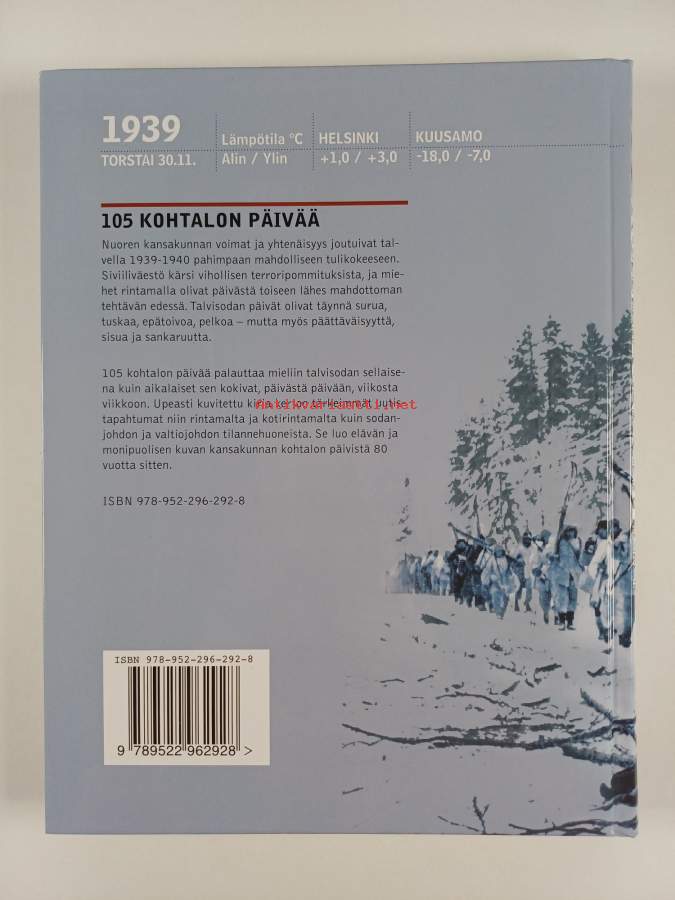 1939
TORSTAI 30.11.
Lämpötila °C
Alin / Ylin
HELSINKI
+1,0 / +3,0
KUUSAMO
-18,0 / -7,0
105 KOHTALON PÄIVÄÄ
Nuoren kansakunnan voimat ja yhtenäisyys joutuivat tal-
vella 1939-1940 pahimpaan mahdolliseen tulikokeeseen.
Siviiliväestö kärsi vihollisen terroripommituksista, ja mie-
het rintamalla olivat päivästä toiseen lähes mahdottoman
tehtävän edessä. Talvisodan päivät olivat täynnä surua,
tuskaa, epätoivoa, pelkoa – mutta myös päättäväisyyttä,
sisua ja sankaruutta.
105 kohtalon päivää palauttaa mieliin talvisodan sellaise-
na kuin aikalaiset sen kokivat, päivästä päivään, viikosta
viikkoon. Upeasti kuvitettu kirja kertoo tärkeimmät uutis-
antikvariaatti.net
tapahtumat niin rintamalta ja kotirintamalta kuin sodan-
johdon ja valtiojohdon tilannehuoneista. Se luo elävän ja
monipuolisen kuvan kansakunnan kohtalon päivistä 80
vuotta sitten.
ISBN 978-952-296-292-8
ISBN 978-952-296-292-8
9 789522 962928 >